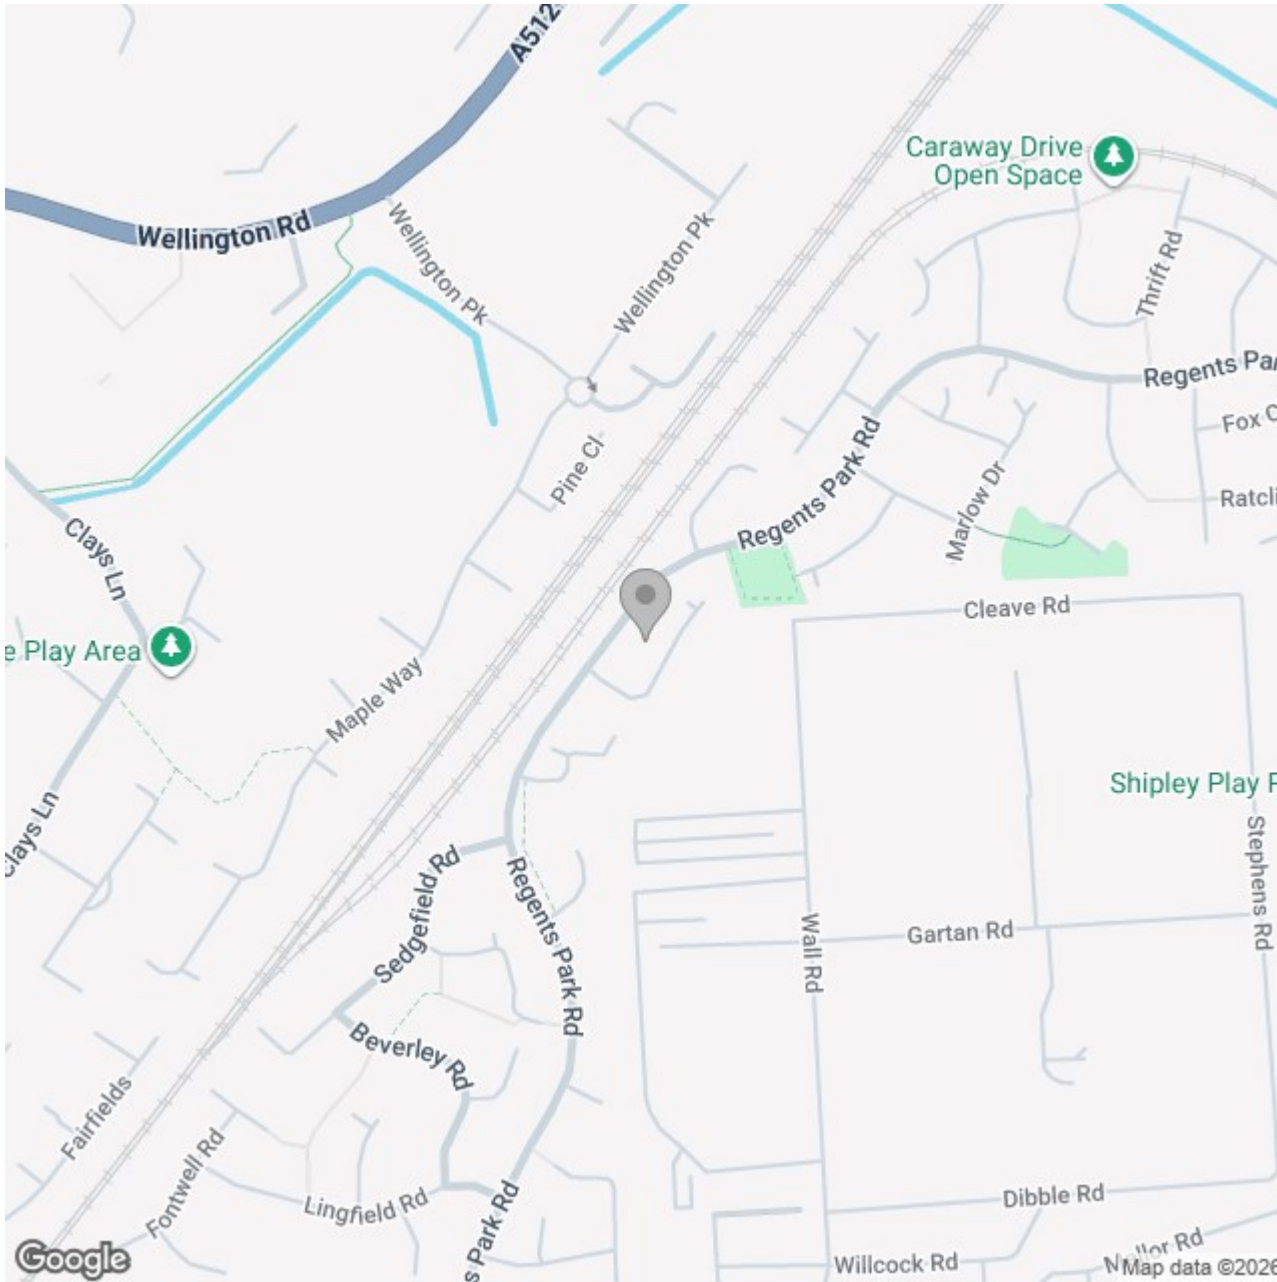 A512
Caraway Drive
Open Space
Wellington Rd
Wellington Pk
Wellington Pk
Thrift Rd
Regents Par
Fox C
Pine Cl
Regents Park Rd
Marlow Dr
Ratcli
Clays Ln
Cleave Rd
e Play Area
Maple Way
Shipley Play P
Clays Ln
Stephens Rd
Sedgefield Rd
Regents Park Rd
Wall Rd
Gartan Rd
Beverley Rd
Fairfields
Fontwell Rd
Lingfield Rd
s Park Rd
Dibble Rd
Willcock Rd
Mellor Rd
Google
Map data ©2026